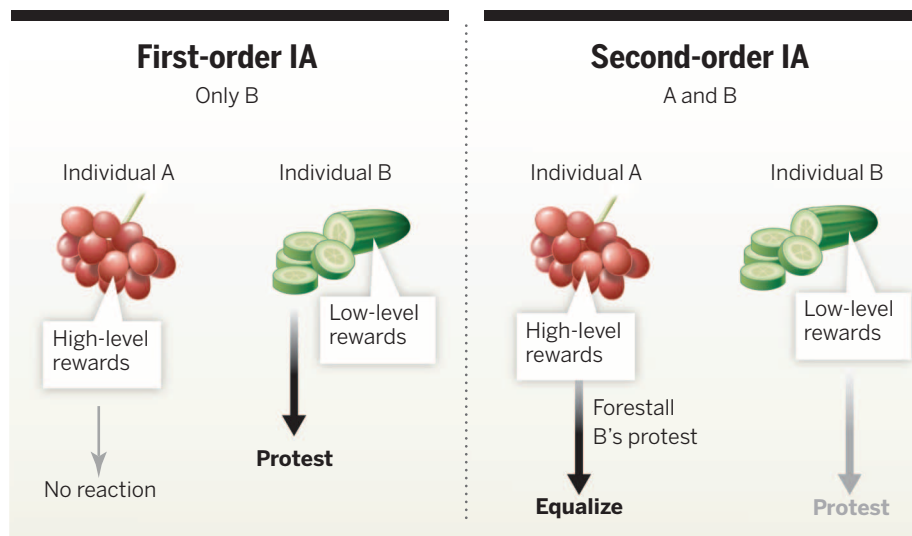 First-order IA
Only B
Individual A
Individual B
High-level
rewards
Low-level
rewards
No reaction
Protest
Second-order IA
A and B
Individual A
Individual B
High-level
rewards
Low-level
rewards
Forestall
B's protest
Equalize
Protest